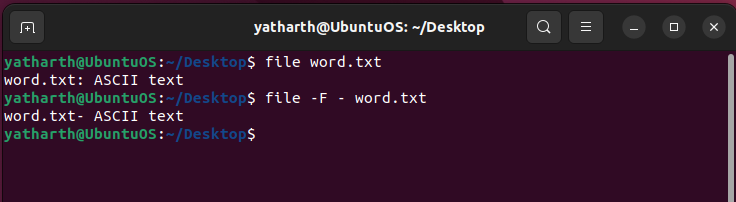 yatharth@UbuntuOS: ~/Desktop
yatharth@UbuntuOS:~/Desktop$ file word.txt
word.txt: ASCII text
yatharth@UbuntuOS:~/Desktop$ file -F - word.txt
word.txt- ASCII text
yatharth@UbuntuOS:~/Desktop$